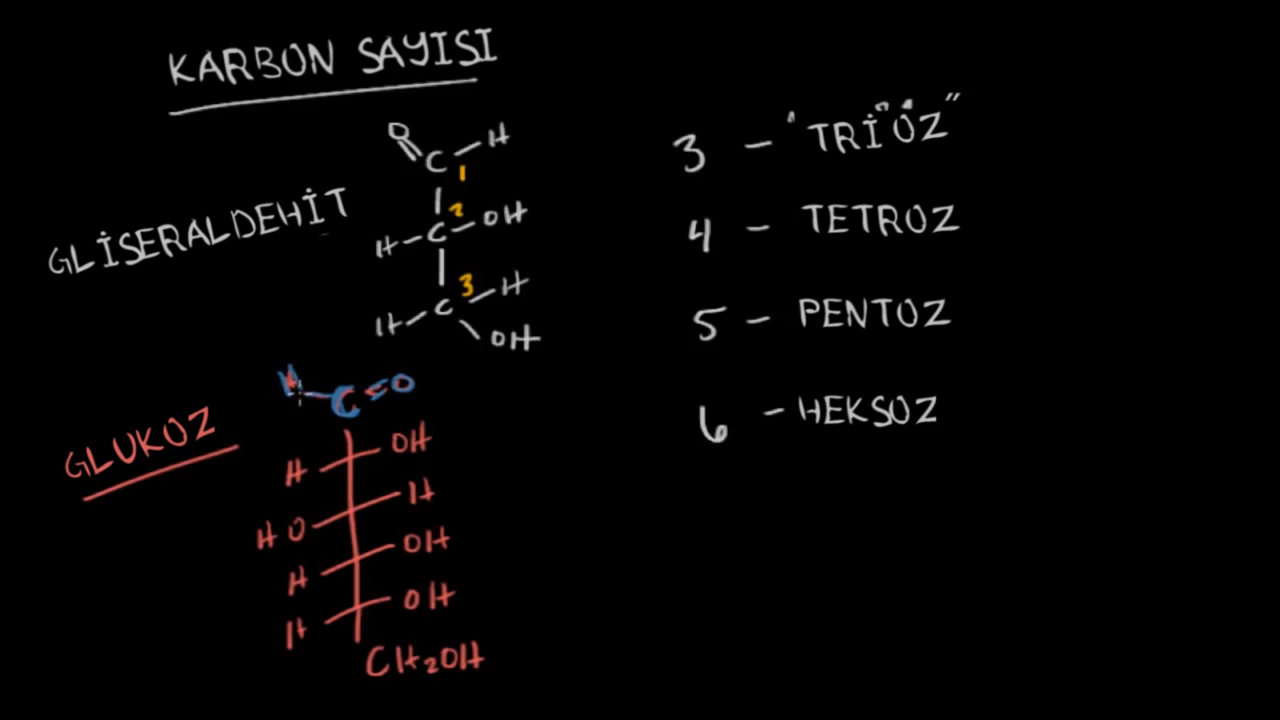 KARBON SAYISI
GLİSERALDEHİT
O
C H
1
2
H C OH
3
H C H
OH
3 - "TRİ" "OZ"
4 - TETROZ
5 - PENTOZ
6 - HEKSOZ
GLUKOZ
H C O
H OH
HO H
H OH
H OH
CH₂OH